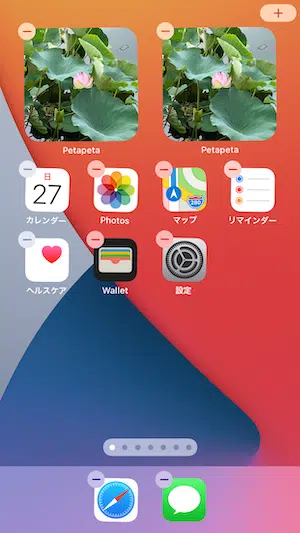 Petapeta
Petapeta
日
27
カレンダー
Photos
280
マップ
リマインダー
ヘルスケア
Wallet
設定